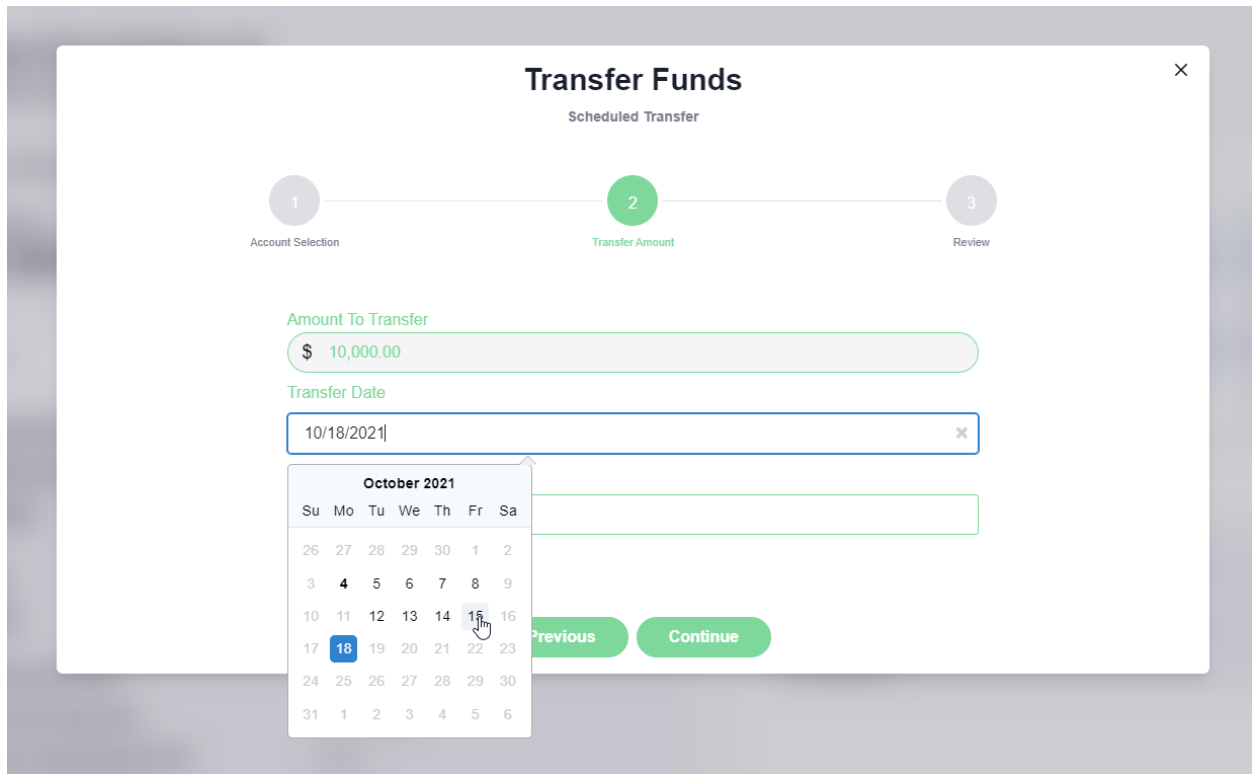 Transfer Funds
Scheduled Transfer
1 2 3
Account Selection Transfer Amount Review
Amount To Transfer
$ 10,000.00
Transfer Date
10/18/2021
October 2021
Su Mo Tu We Th Fr Sa
26 27 28 29 30 1 2
3 4 5 6 7 8 9
10 11 12 13 14 15 16
17 18 19 20 21 22 23
24 25 26 27 28 29 30
31 1 2 3 4 5 6
Previous Continue